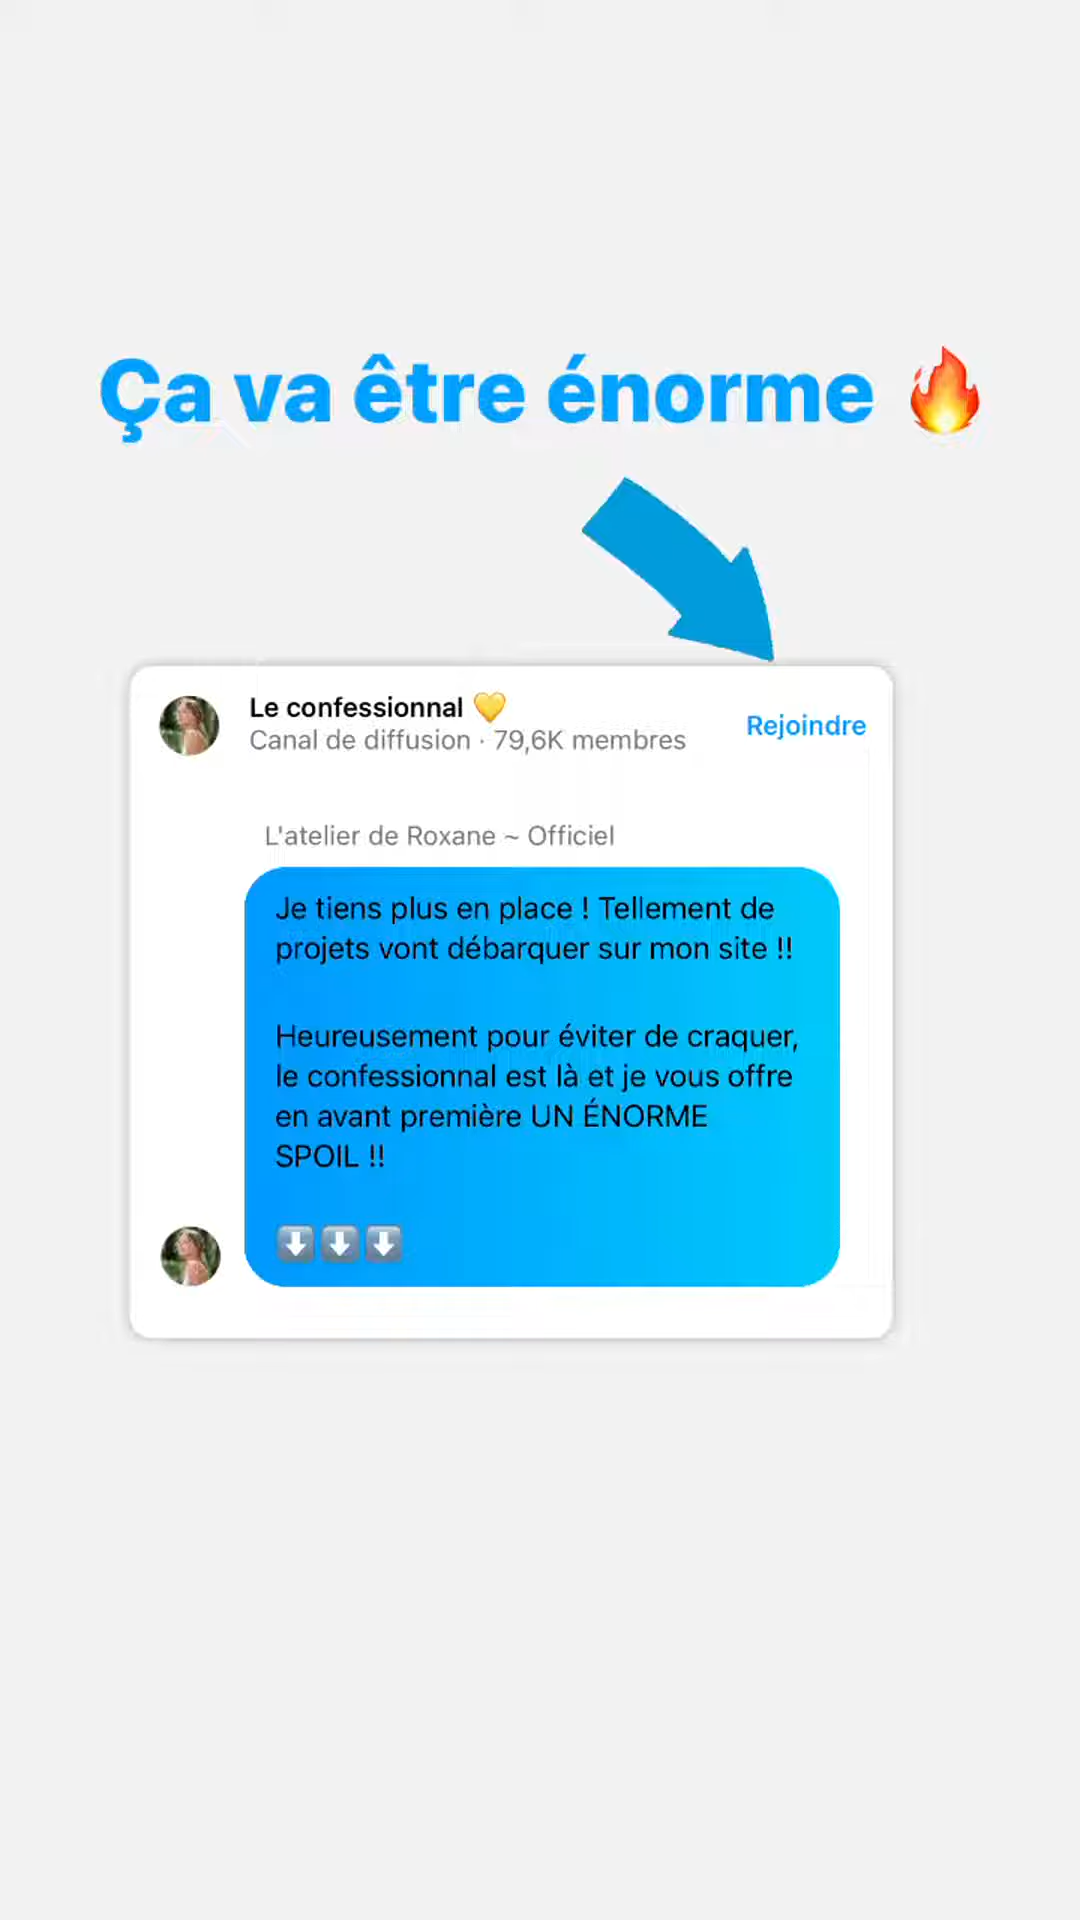 Ça va être énorme 🔥
Le confessionnal 💛
Canal de diffusion · 79,6K membres
Rejoindre
L'atelier de Roxane ~ Officiel
Je tiens plus en place ! Tellement de
projets vont débarquer sur mon site !!
Heureusement pour éviter de craquer,
le confessionnal est là et je vous offre
en avant première UN ÉNORME
SPOIL !!
⬇️⬇️⬇️